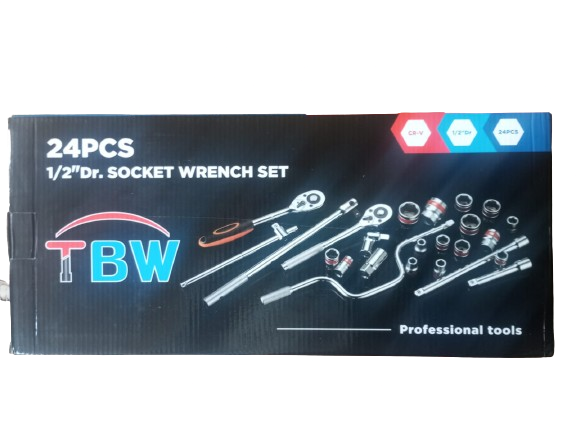 CR-V
1/2"Dr
24PCS
24PCS
1/2"Dr. SOCKET WRENCH SET
TBW
Professional tools